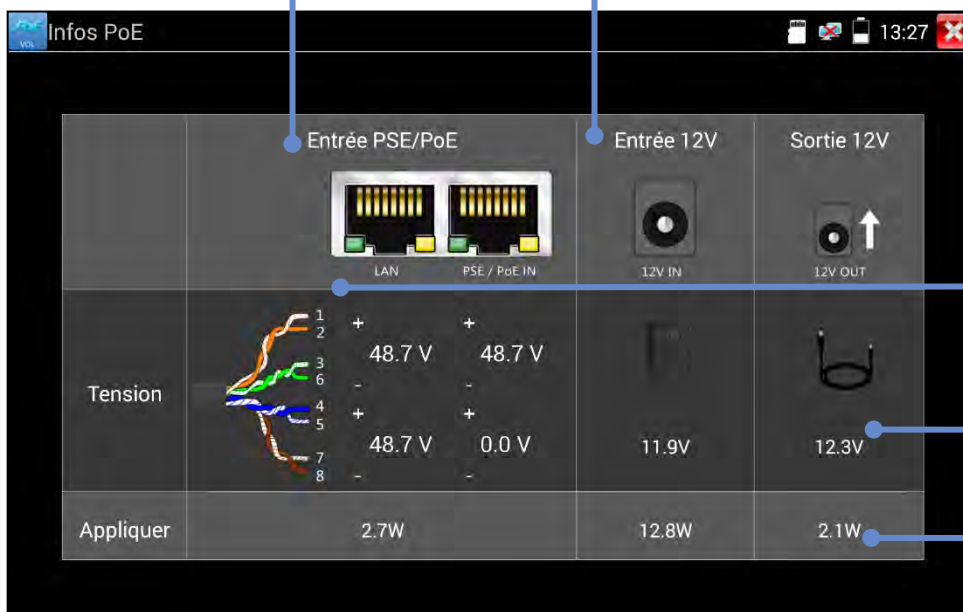 PoE
VOL
Infos PoE
13:27
Entrée PSE/PoE
Entrée 12V
Sortie 12V
LAN
PSE / PoE IN
12V IN
12V OUT
Tension
1
2
3
6
4
5
7
8
+
+
48.7 V
48.7 V
-
-
+
+
48.7 V
0.0 V
-
-
11.9V
12.3V
Appliquer
2.7W
12.8W
2.1W